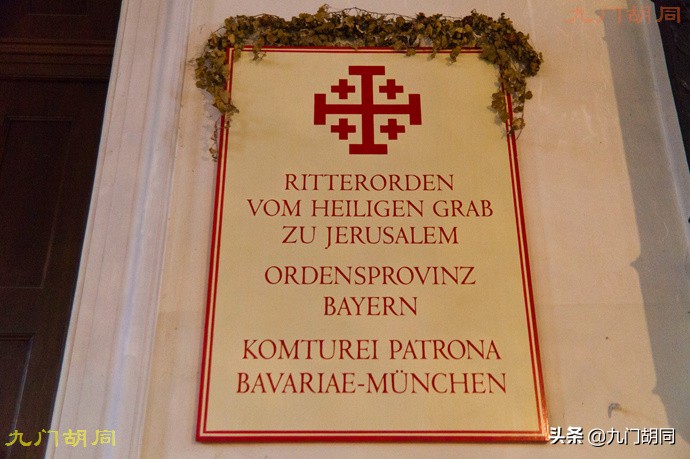 九门胡同
RITTERORDEN
VOM HEILIGEN GRAB
ZU JERUSALEM
ORDENSPROVINZ
BAYERN
KOMTUREI PATRONA
BAVARIAE-MÜNCHEN
九门胡同
头条 @九门胡同